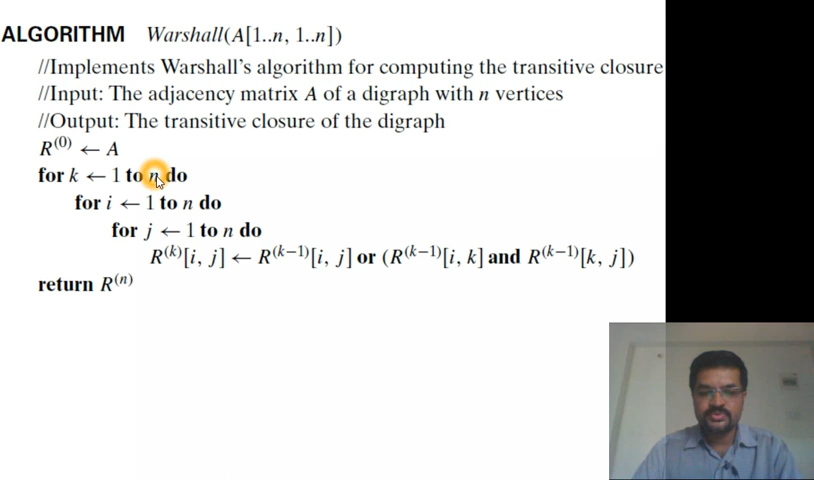 ALGORITHM Warshall(A[1..n, 1..n])
//Implements Warshall's algorithm for computing the transitive closure
//Input: The adjacency matrix A of a digraph with n vertices
//Output: The transitive closure of the digraph
R⁽⁰⁾ ← A
for k ← 1 to n do
for i ← 1 to n do
for j ← 1 to n do
R⁽ᵏ⁾[i, j] ← R⁽ᵏ⁻¹⁾[i, j] or (R⁽ᵏ⁻¹⁾[i, k] and R⁽ᵏ⁻¹⁾[k, j])
return R⁽ⁿ⁾